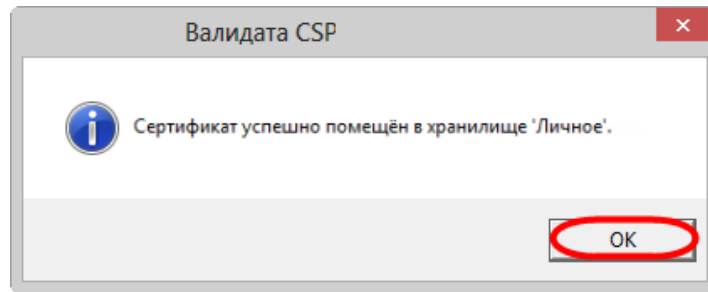 Валидата CSP
Сертификат успешно помещён в хранилище 'Личное'.
OK